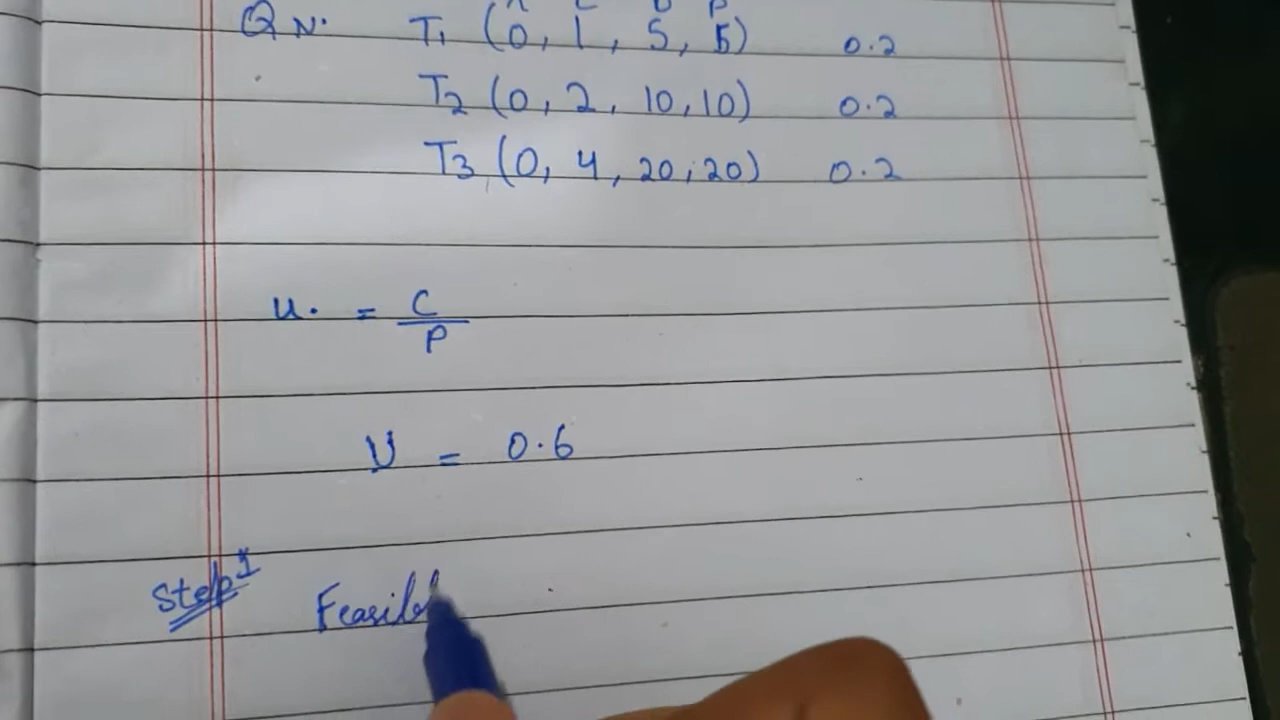 Q N. T1 (0, 1, 5, 5) 0.2
T2 (0, 2, 10, 10) 0.2
T3 (0, 4, 20, 20) 0.2
u. = C
P
U = 0.6
Step 1 Feasibl